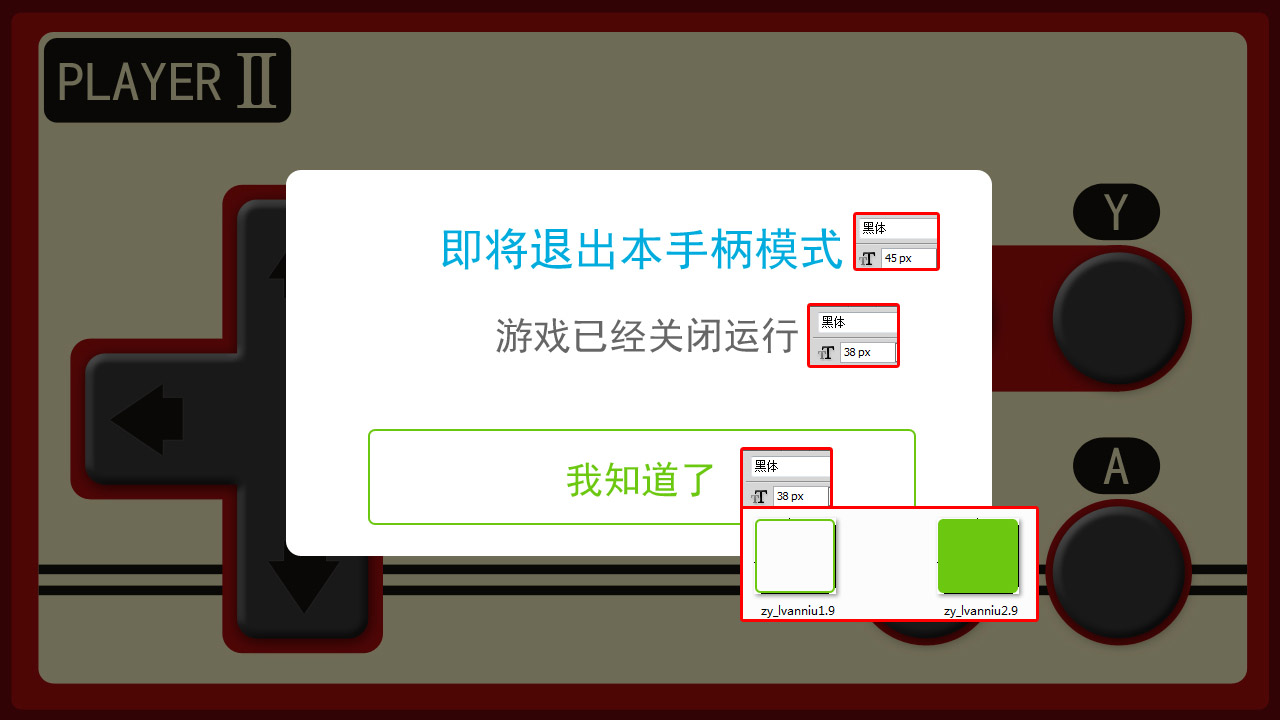 PLAYER II
Y
即将退出本手柄模式
黑体
45 px
游戏已经关闭运行
黑体
38 px
A
我知道了
黑体
38 px
zy_lvanniu1.9
zy_lvanniu2.9